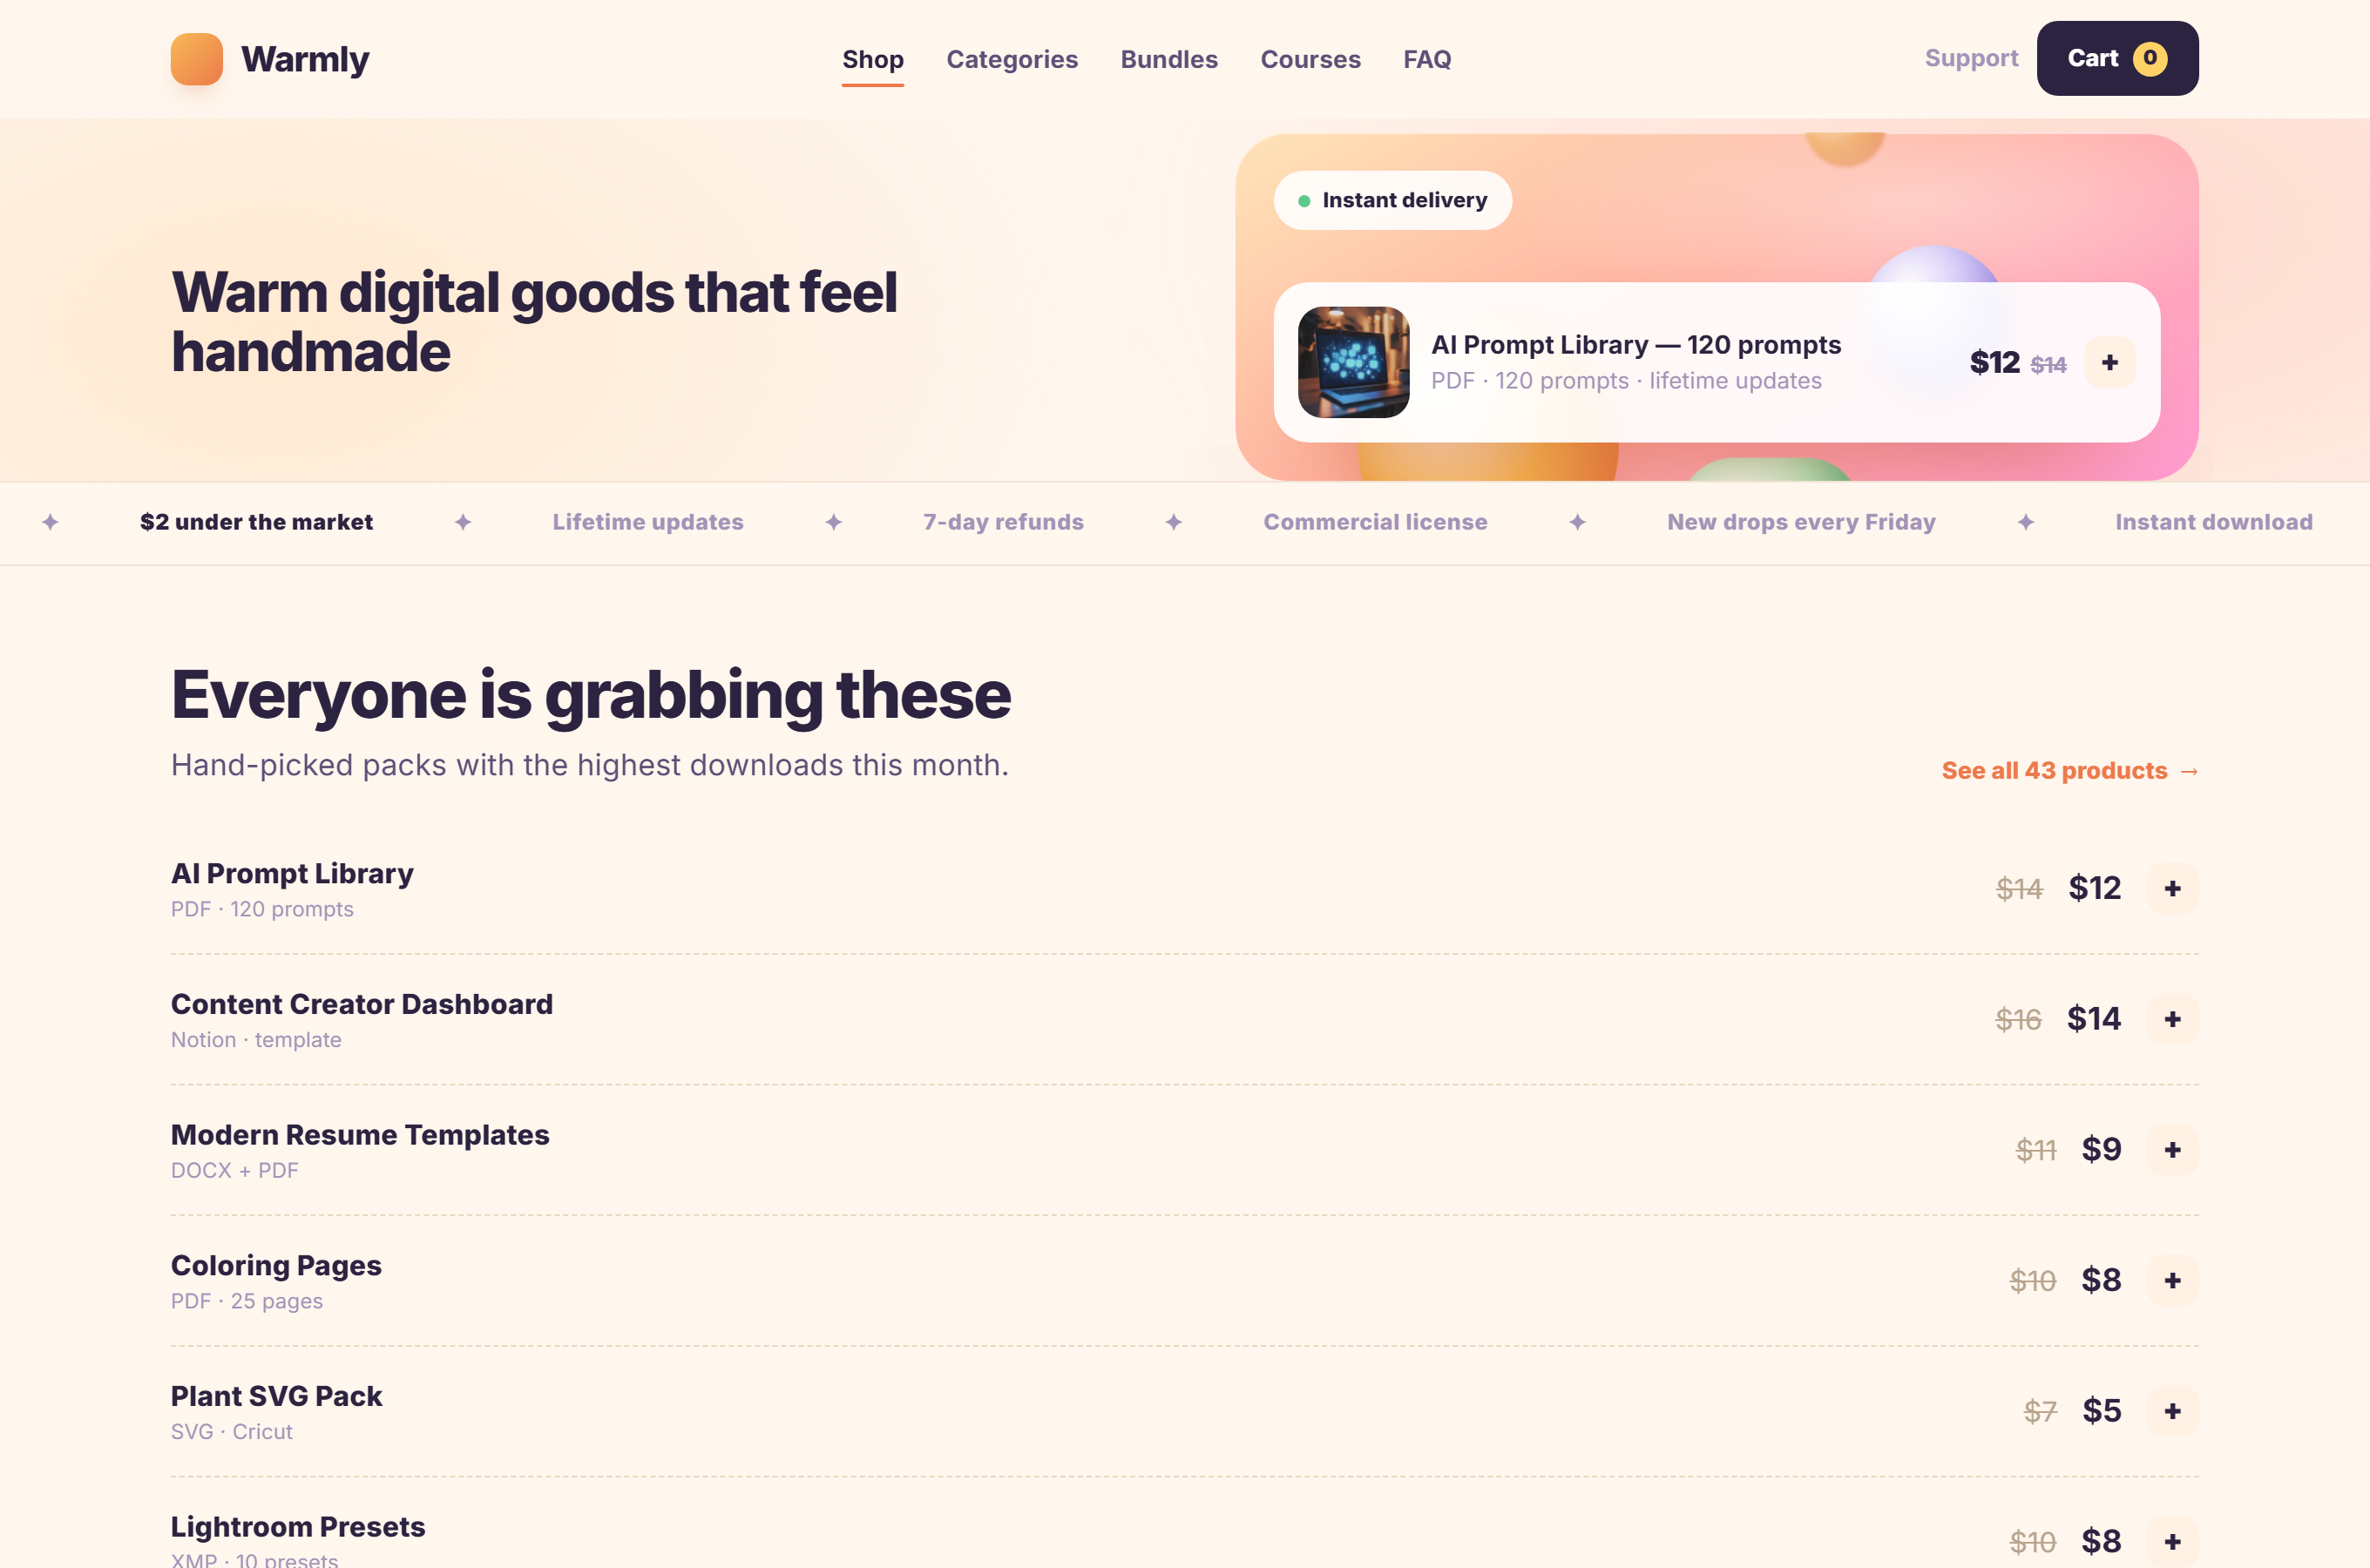 Warmly
Shop
Categories
Bundles
Courses
FAQ
Support
Cart 0
Warm digital goods that feel
handmade
Instant delivery
AI Prompt Library — 120 prompts
PDF · 120 prompts · lifetime updates
$12 $14
+
✦ $2 under the market ✦ Lifetime updates ✦ 7-day refunds ✦ Commercial license ✦ New drops every Friday ✦ Instant download
Everyone is grabbing these
Hand-picked packs with the highest downloads this month.
See all 43 products →
AI Prompt Library
PDF · 120 prompts
$14 $12 +
Content Creator Dashboard
Notion · template
$16 $14 +
Modern Resume Templates
DOCX + PDF
$11 $9 +
Coloring Pages
PDF · 25 pages
$10 $8 +
Plant SVG Pack
SVG · Cricut
$7 $5 +
Lightroom Presets
XMP · 10 presets
$10 $8 +